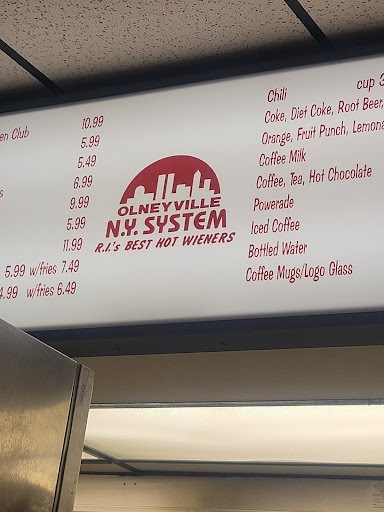 en Club 10.99
5.99
5.49
s 6.99
9.99
5.99
11.99
5.99 w/fries 7.49
4.99 w/fries 6.49
OLNEYVILLE
N.Y. SYSTEM
R.I.'s BEST HOT WIENERS
Chili cup 3
Coke, Diet Coke, Root Beer,
Orange, Fruit Punch, Lemona
Coffee Milk
Coffee, Tea, Hot Chocolate
Powerade
Iced Coffee
Bottled Water
Coffee Mugs/Logo Glass